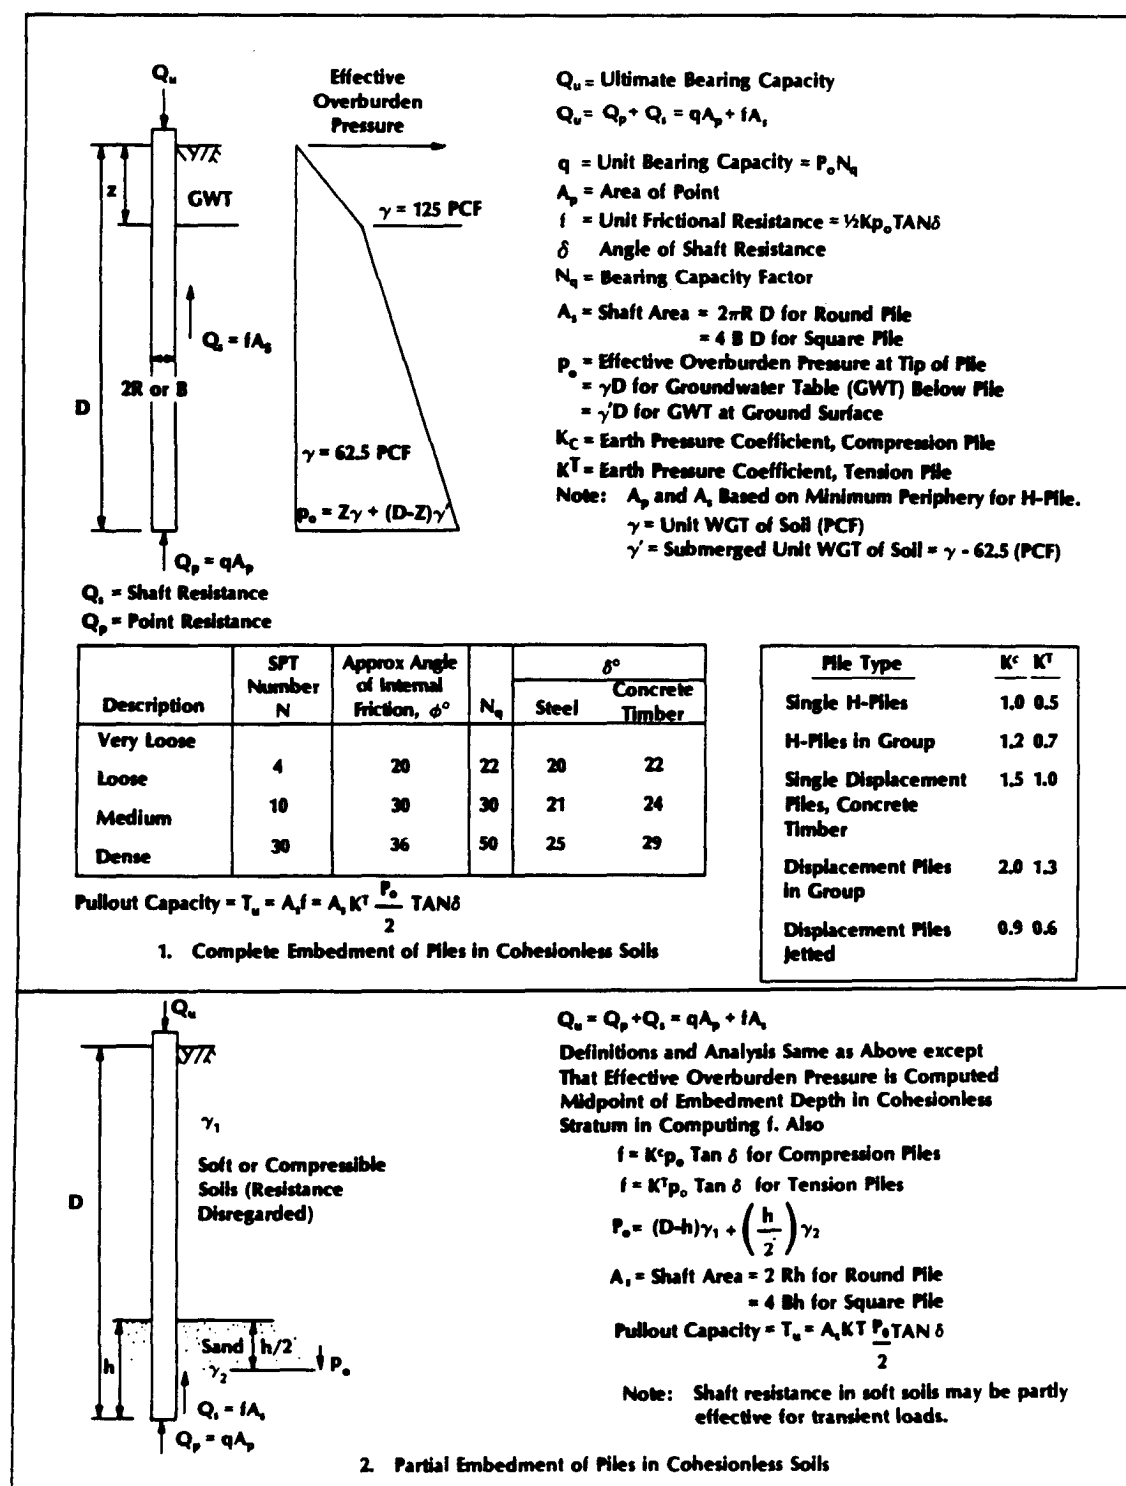 Qᵤ
Effective
Overburden
Pressure
z
GWT
γ = 125 PCF
Qₛ = fAₛ
2R or B
D
γ = 62.5 PCF
pₒ = Zγ + (D-Z)γ′
Qₚ = qAₚ
Qₛ = Shaft Resistance
Qₚ = Point Resistance
Qᵤ = Ultimate Bearing Capacity
Qᵤ = Qₚ + Qₛ = qAₚ + fAₛ
q = Unit Bearing Capacity = PₒN_q
Aₚ = Area of Point
f = Unit Frictional Resistance = ½KpₒTANδ
δ Angle of Shaft Resistance
N_q = Bearing Capacity Factor
Aₛ = Shaft Area = 2πR D for Round Pile
= 4 B D for Square Pile
pₒ = Effective Overburden Pressure at Tip of Pile
= γD for Groundwater Table (GWT) Below Pile
= γ′D for GWT at Ground Surface
K_C = Earth Pressure Coefficient, Compression Pile
Kᵀ = Earth Pressure Coefficient, Tension Pile
Note: Aₚ and Aₛ Based on Minimum Periphery for H-Pile.
γ = Unit WGT of Soil (PCF)
γ′ = Submerged Unit WGT of Soil = γ - 62.5 (PCF)
Description
SPT
Number
N
Approx Angle
of Internal
Friction, φ°
N_q
δ°
Steel
Concrete
Timber
Very Loose
4 20 22 20 22
Loose
10 30 30 21 24
Medium
30 36 50 25 29
Dense
Pullout Capacity = Tᵤ = Aₛf = Aₛ Kᵀ Pₒ/2 TANδ
1. Complete Embedment of Piles in Cohesionless Soils
Pile Type Kᶜ Kᵀ
Single H-Piles 1.0 0.5
H-Piles in Group 1.2 0.7
Single Displacement 1.5 1.0
Piles, Concrete
Timber
Displacement Piles 2.0 1.3
in Group
Displacement Piles 0.9 0.6
Jetted
Qᵤ
γ₁
Soft or Compressible
Soils (Resistance
Disregarded)
D
Sand h/2
h
γ₂
Pₒ
Qₛ = fAₛ
Qₚ = qAₚ
Qᵤ = Qₚ +Qₛ = qAₚ + fAₛ
Definitions and Analysis Same as Above except
That Effective Overburden Pressure is Computed
Midpoint of Embedment Depth in Cohesionless
Stratum in Computing f. Also
f = Kᶜpₒ Tan δ for Compression Piles
f = Kᵀpₒ Tan δ for Tension Piles
Pₒ = (D-h)γ₁ + (h/2) γ₂
Aₛ = Shaft Area = 2 Rh for Round Pile
= 4 Bh for Square Pile
Pullout Capacity = Tᵤ = AₛKT Pₒ/2 TAN δ
Note: Shaft resistance in soft soils may be partly
effective for transient loads.
2. Partial Embedment of Piles in Cohesionless Soils